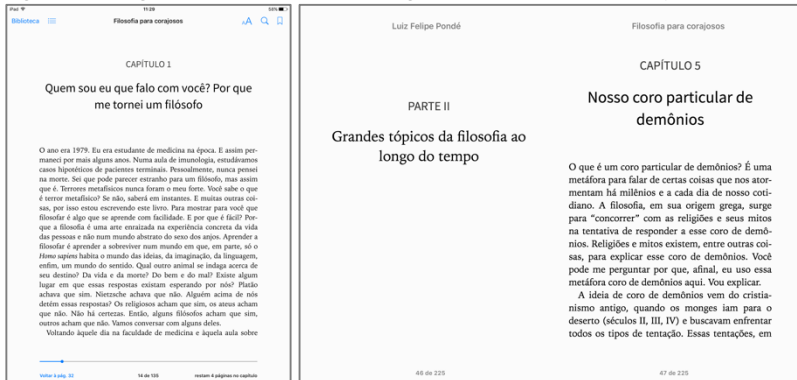 iPad 11:28 58%
Biblioteca Filosofia para corajosos AA
CAPÍTULO 1
Quem sou eu que falo com você? Por que
me tornei um filósofo
O ano era 1979. Eu era estudante de medicina na época. E assim per-
maneci por mais alguns anos. Numa aula de imunologia, estudávamos
casos hipotéticos de pacientes terminais. Pessoalmente, nunca pensei
na morte. Sei que pode parecer estranho para um filósofo, mas assim
que é. Terrores metafísicos nunca foram o meu forte. Você sabe o que
é terror metafísico? Se não, saberá em instantes. E muitas outras coi-
sas, por isso estou escrevendo este livro. Para mostrar para você que
filosofar é algo que se aprende com facilidade. E por que é fácil? Por-
que a filosofia é uma arte enraizada na experiência concreta da vida
das pessoas e não num mundo abstrato do sexo dos anjos. Aprender a
filosofar é aprender a sobreviver num mundo em que, em parte, só o
Homo sapiens habita o mundo das ideias, da imaginação, da linguagem,
enfim, um mundo do sentido. Qual outro animal se indaga acerca de
seu destino? Da vida e da morte? Do bem e do mal? Existe algum
lugar em que essas respostas existam esperando por nós? Platão
achava que sim. Nietzsche achava que não. Alguém acima de nós
detém essas respostas? Os religiosos acham que sim, os ateus acham
que não. Não há certezas. Então, alguns filósofos acham que sim,
outros acham que não. Vamos conversar com alguns deles.
Voltando àquele dia na faculdade de medicina e àquela aula sobre
Voltar à pág. 32 14 de 135 restam 4 páginas no capítulo
Luiz Felipe Pondé
PARTE II
Grandes tópicos da filosofia ao
longo do tempo
46 de 225
Filosofia para corajosos
CAPÍTULO 5
Nosso coro particular de
demônios
O que é um coro particular de demônios? É uma
metáfora para falar de certas coisas que nos ator-
mentam há milênios e a cada dia de nosso coti-
diano. A filosofia, em sua origem grega, surge
para “concorrer” com as religiões e seus mitos
na tentativa de responder a esse coro de demô-
nios. Religiões e mitos existem, entre outras coi-
sas, para explicar esse coro de demônios. Você
pode me perguntar por que, afinal, eu uso essa
metáfora coro de demônios aqui. Vou explicar.
A ideia de coro de demônios vem do cristia-
nismo antigo, quando os monges iam para o
deserto (séculos II, III, IV) e buscavam enfrentar
todos os tipos de tentação. Essas tentações, em
47 de 225